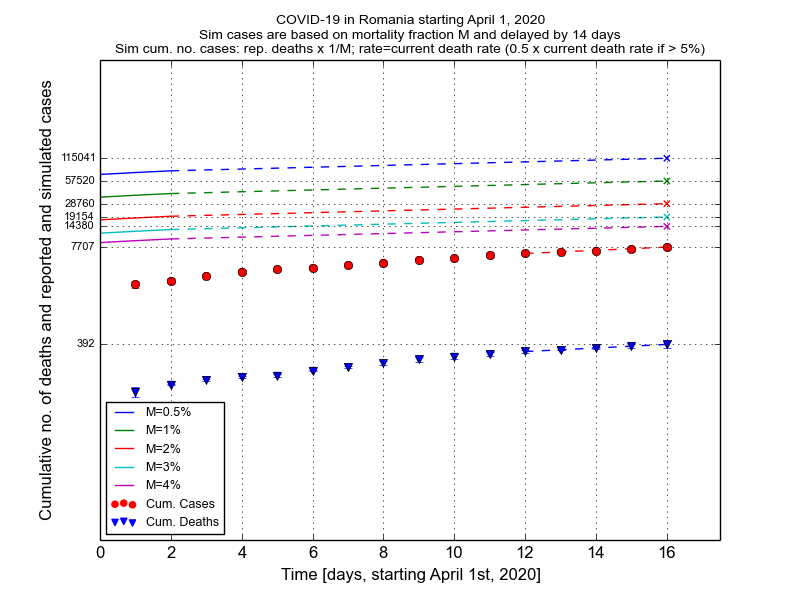 COVID-19 in Romania starting April 1, 2020
Sim cases are based on mortality fraction M and delayed by 14 days
Sim cum. no. cases: rep. deaths x 1/M; rate=current death rate (0.5 x current death rate if > 5%)
Cumulative no. of deaths and reported and simulated cases
115041
57520
28760
19154
14380
7707
392
M=0.5%
M=1%
M=2%
M=3%
M=4%
Cum. Cases
Cum. Deaths
0 2 4 6 8 10 12 14 16
Time [days, starting April 1st, 2020]